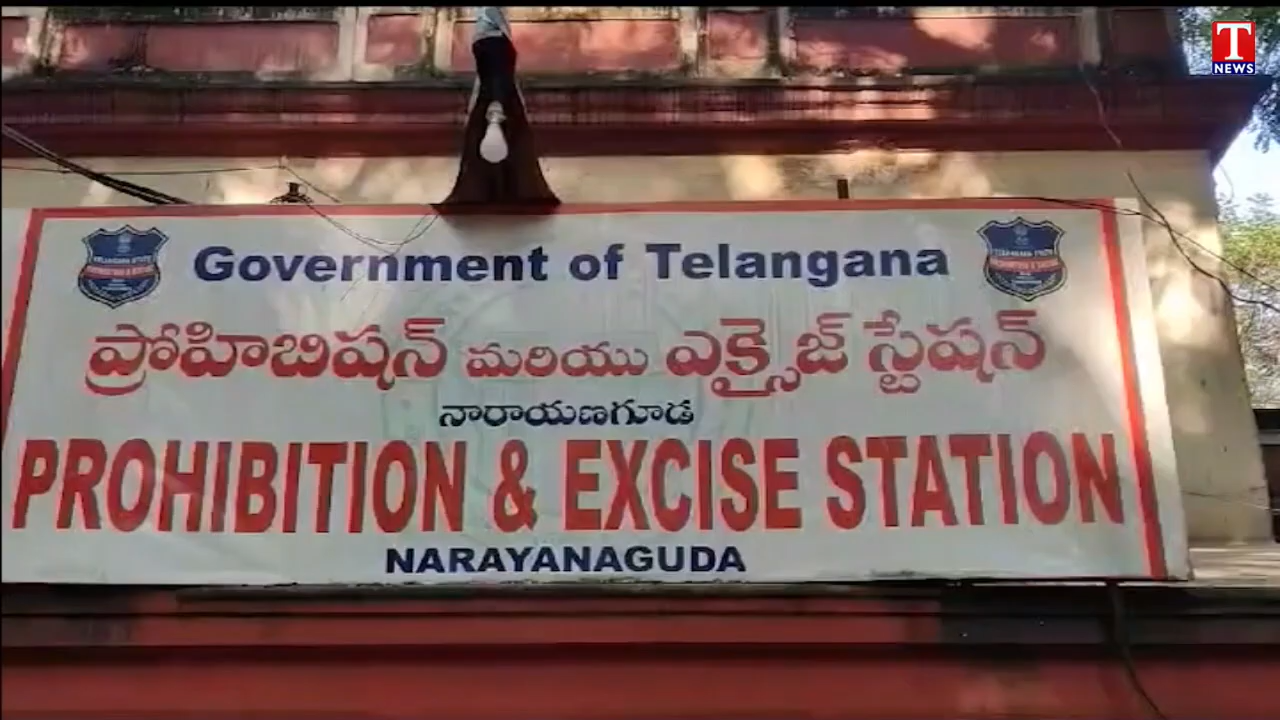 T
NEWS
Government of Telangana
ప్రోహిబిషన్ మరియు ఎక్సైజ్ స్టేషన్
నారాయణగూడ
PROHIBITION & EXCISE STATION
NARAYANAGUDA